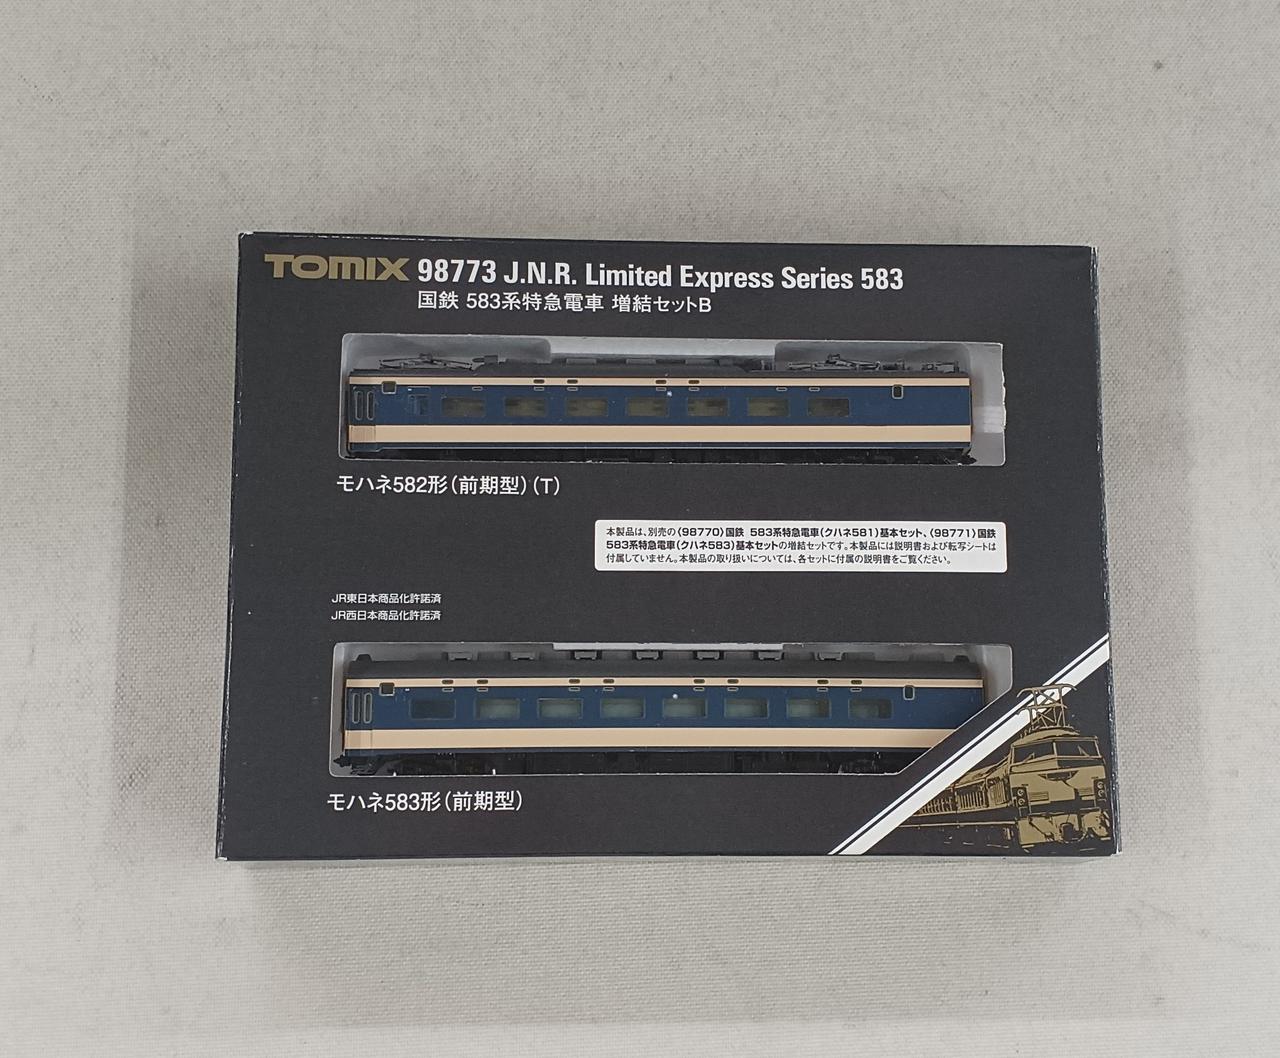 TOMIX 98773 J.N.R. Limited Express Series 583
国鉄 583系特急電車 増結セットB
モハネ582形(前期型)(T)
本製品は、別売の〈98770〉国鉄 583系特急電車(クハネ581)基本セット、〈98771〉国鉄
583系特急電車(クハネ583)基本セットの増結セットです。本製品には説明書および転写シートは
付属していません。本製品の取り扱いについては、各セットに付属の説明書をご覧ください。
JR東日本商品化許諾済
JR西日本商品化許諾済
モハネ583形(前期型)